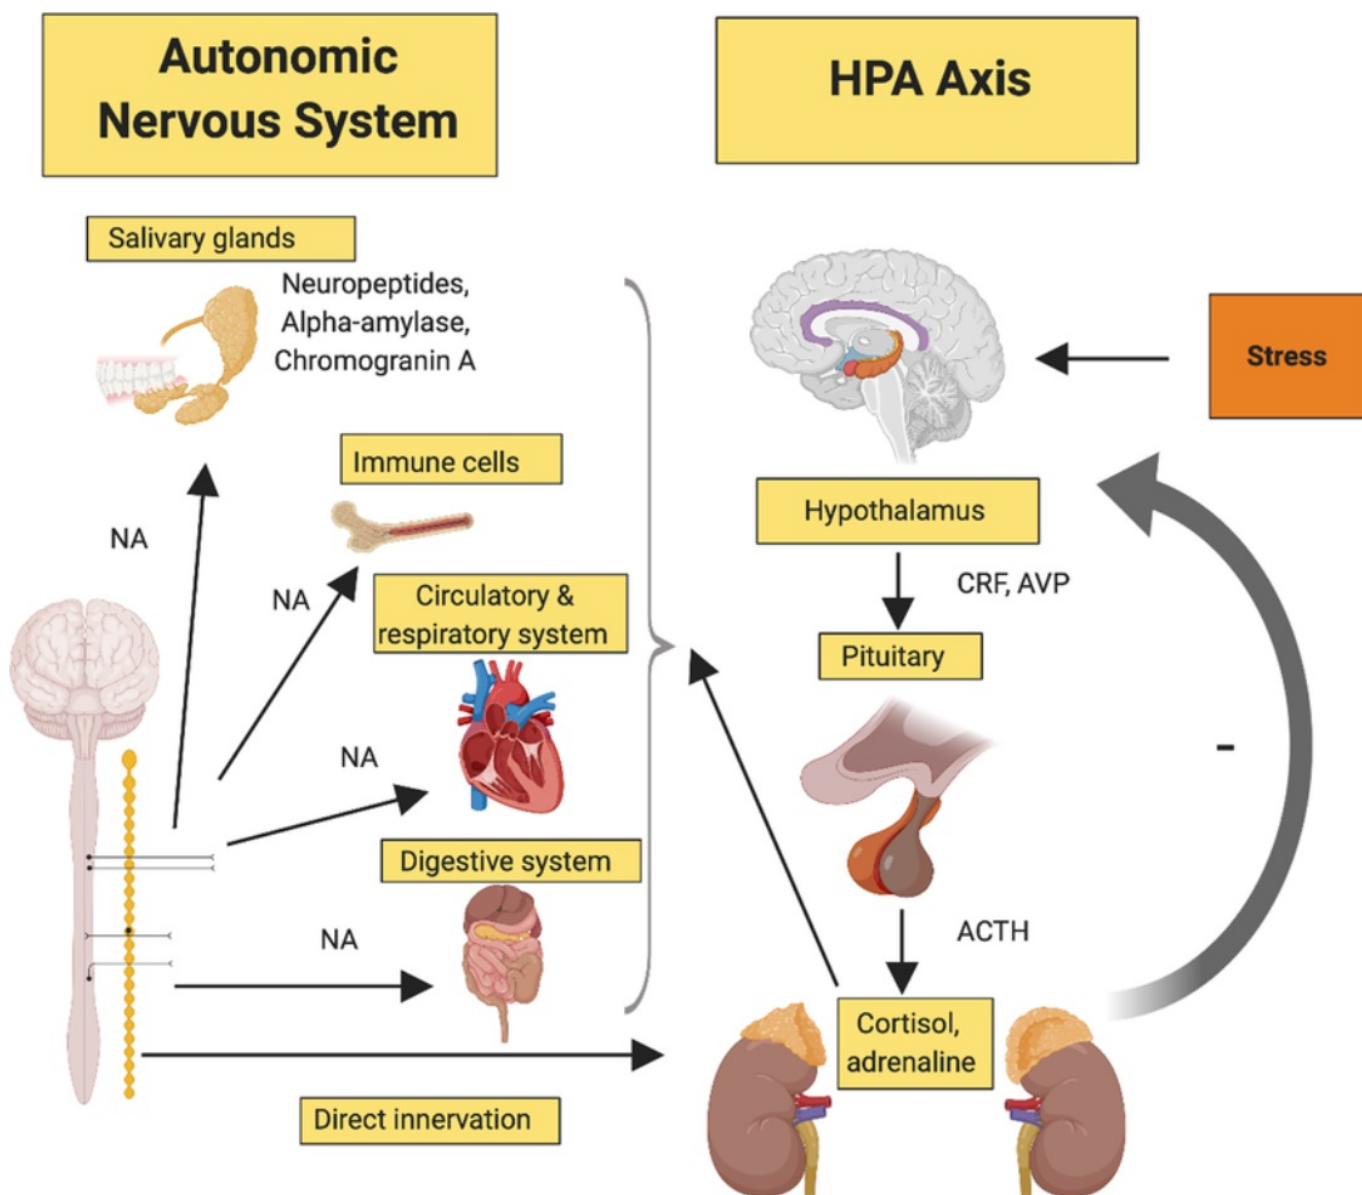 Autonomic
Nervous System
HPA Axis
Salivary glands
Neuropeptides,
Alpha-amylase,
Chromogranin A
Stress
Immune cells
Hypothalamus
NA
NA
CRF, AVP
Circulatory &
respiratory system
Pituitary
NA
-
Digestive system
NA
ACTH
Cortisol,
adrenaline
Direct innervation